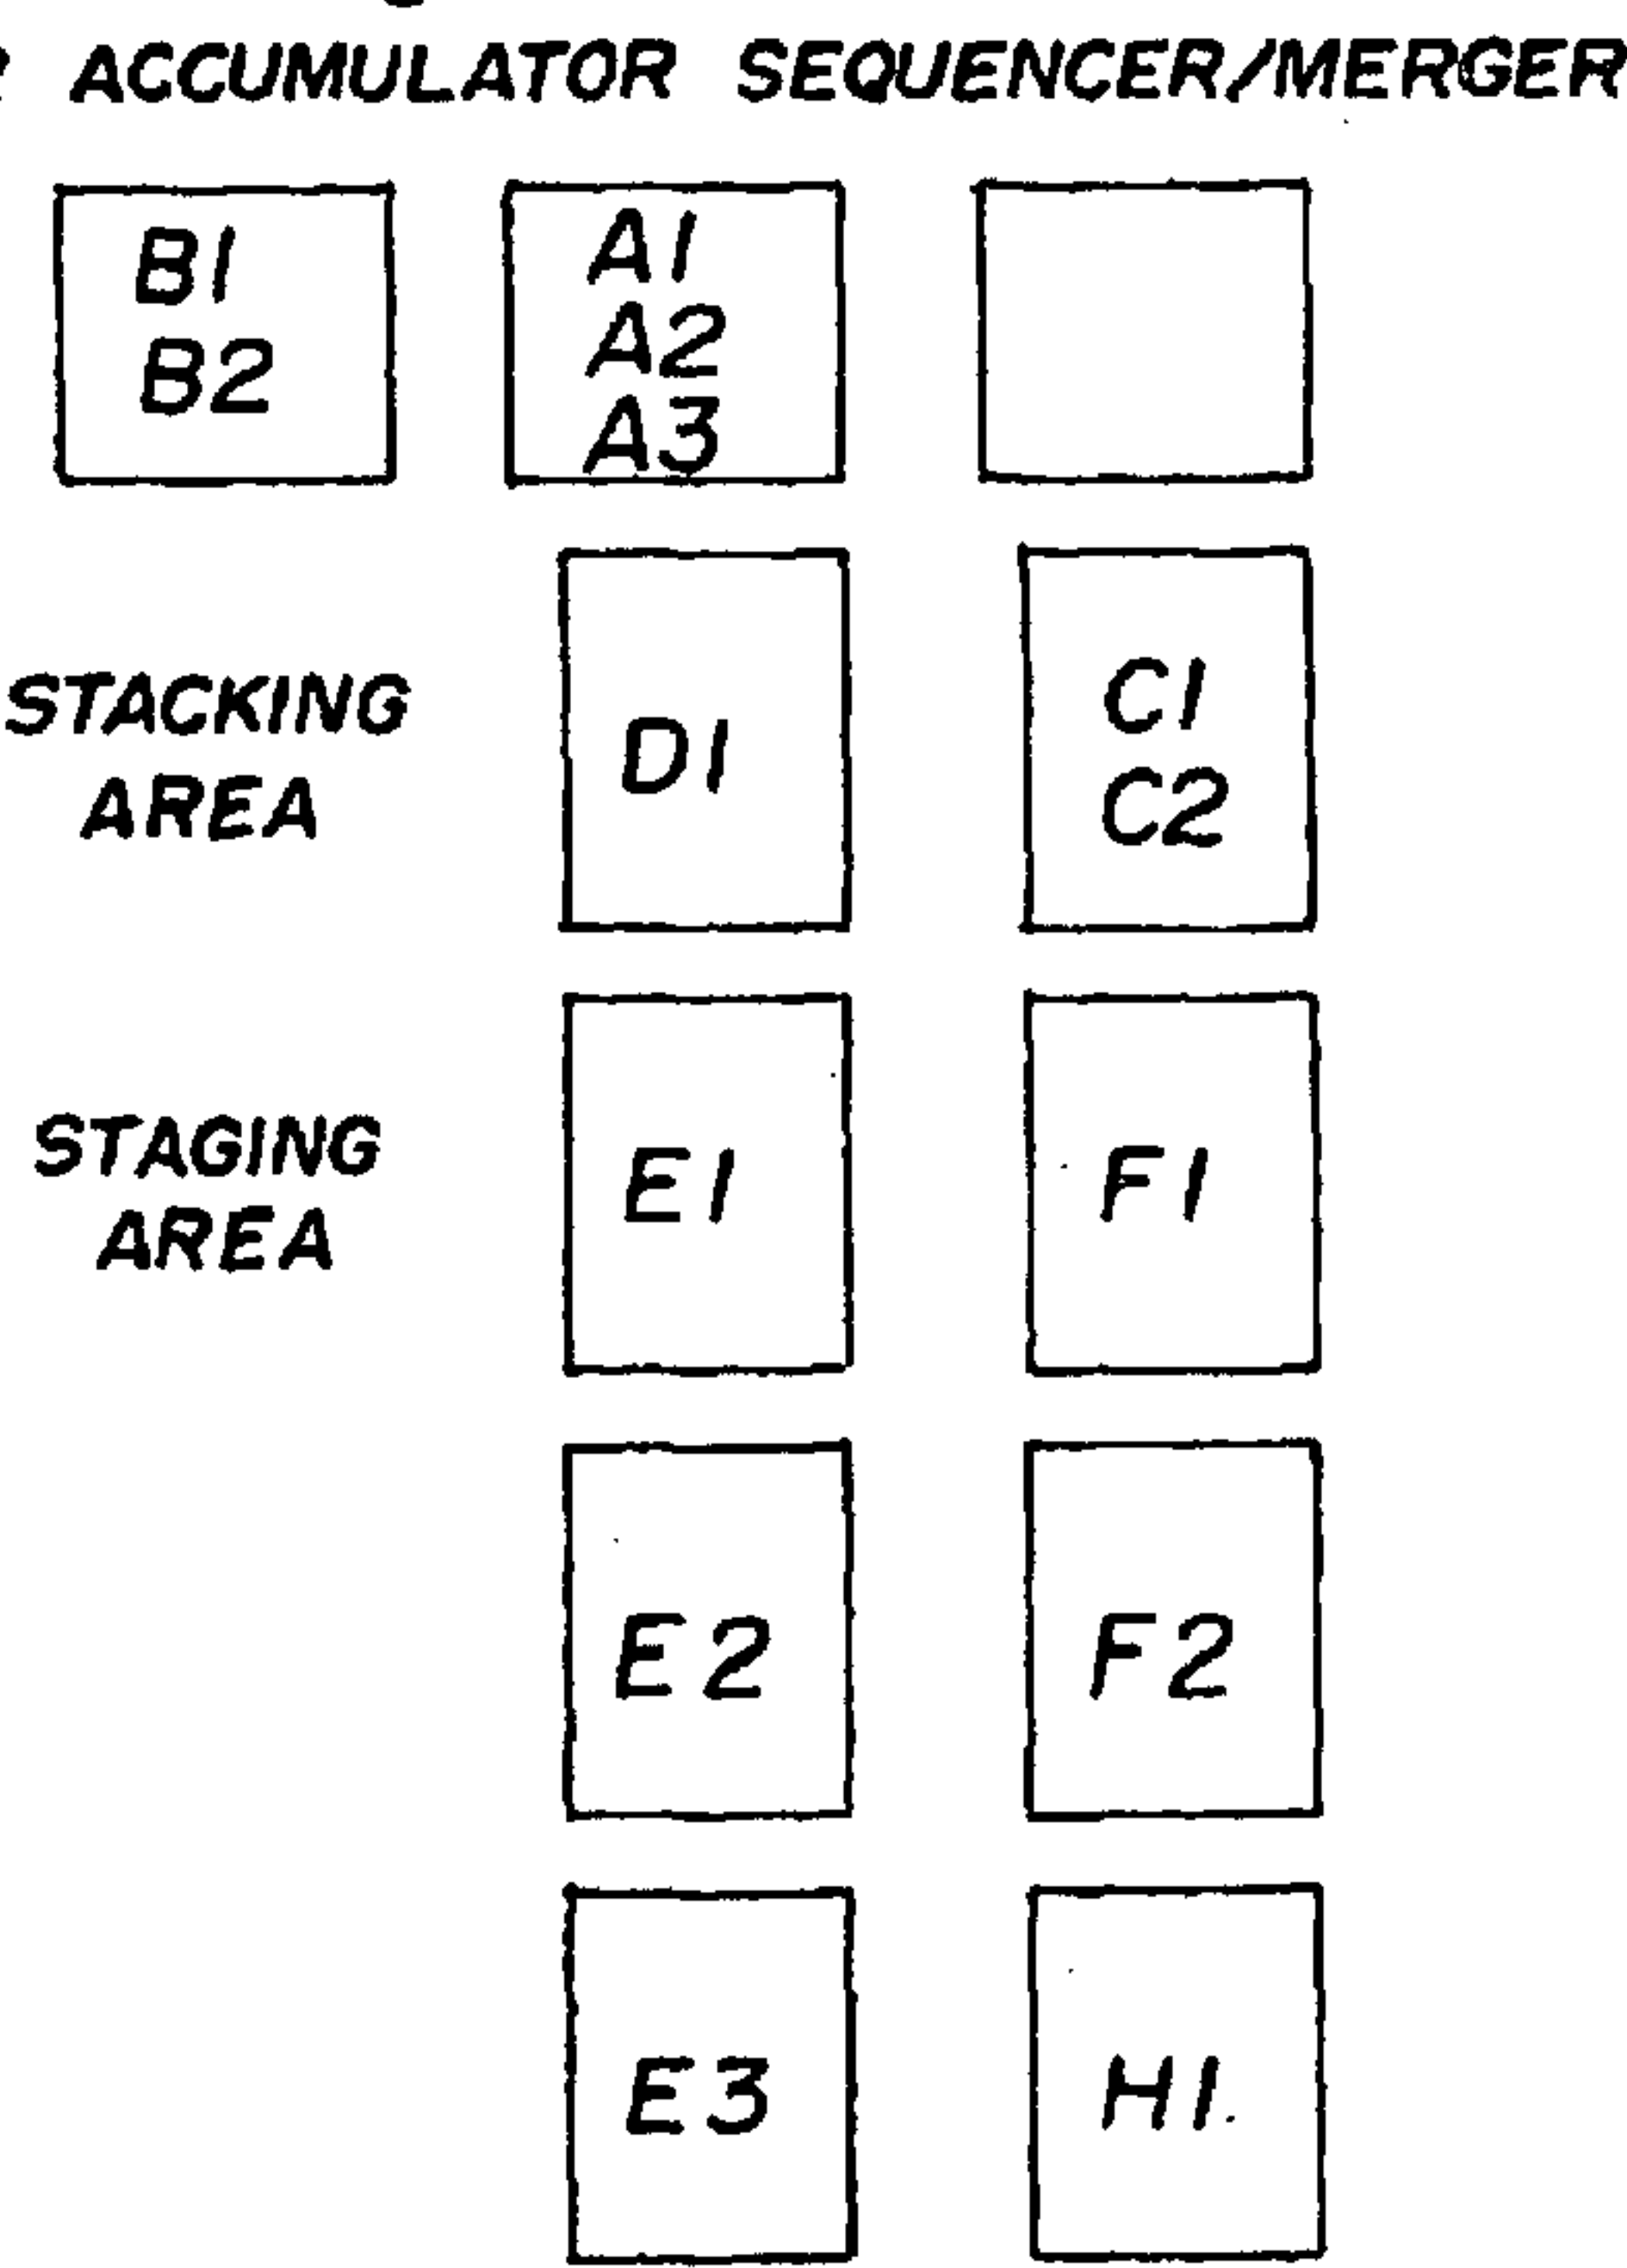 ACCUMULATOR SEQUENCER/MERGER
B1
B2
A1
A2
A3
STACKING
AREA
D1
C1
C2
STAGING
AREA
E1
F1
E2
F2
E3
H1.